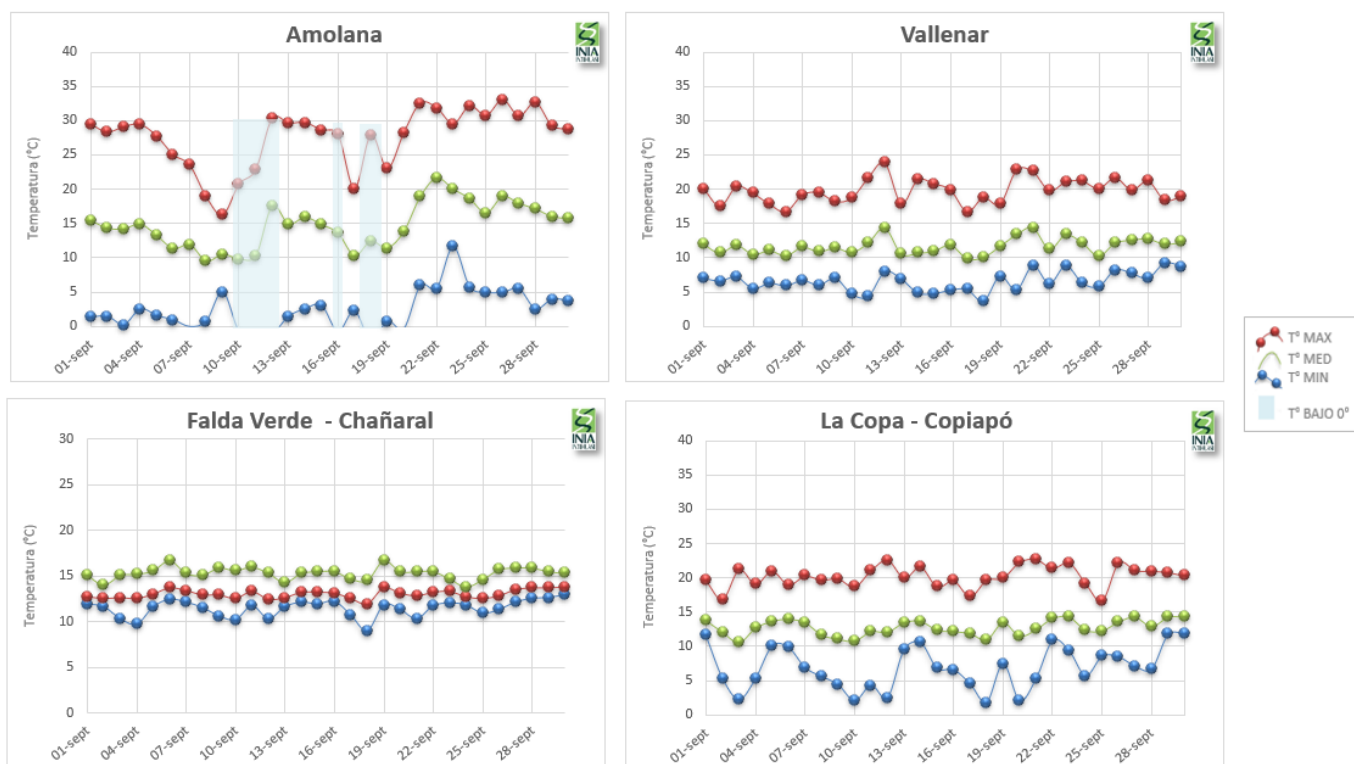 Amolana
INIA
Temperatura (°C)
40
35
30
25
20
15
10
5
0
01-sept
04-sept
07-sept
10-sept
13-sept
16-sept
19-sept
22-sept
25-sept
28-sept
Vallenar
INIA
Temperatura (°C)
40
35
30
25
20
15
10
5
0
01-sept
04-sept
07-sept
10-sept
13-sept
16-sept
19-sept
22-sept
25-sept
28-sept
T° MAX
T° MED
T° MIN
T° BAJO 0°
Falda Verde - Chañaral
INIA
Temperatura (°C)
30
25
20
15
10
5
0
01-sept
04-sept
07-sept
10-sept
13-sept
16-sept
19-sept
22-sept
25-sept
28-sept
La Copa - Copiapó
INIA
Temperatura (°C)
40
35
30
25
20
15
10
5
0
01-sept
04-sept
07-sept
10-sept
13-sept
16-sept
19-sept
22-sept
25-sept
28-sept